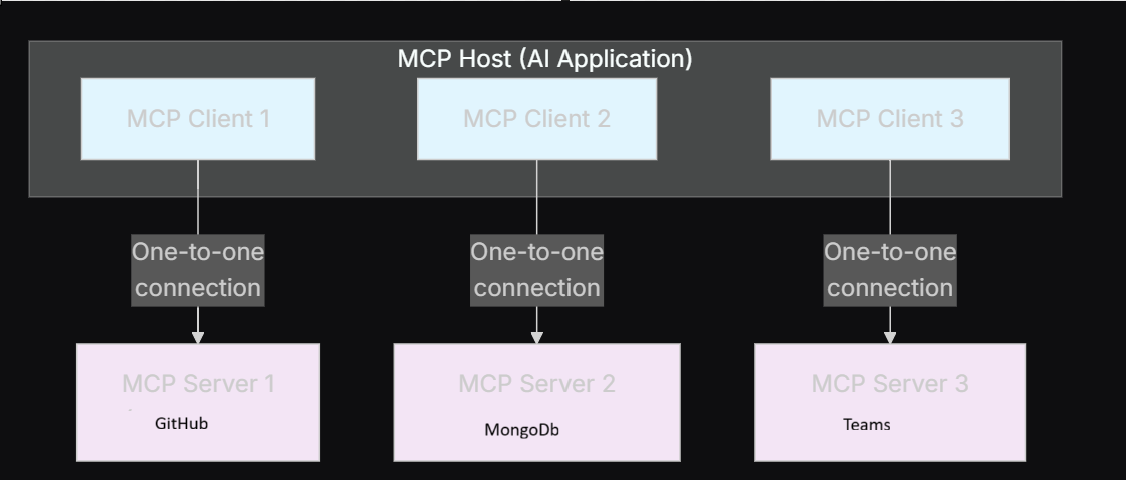 MCP Host (AI Application)
MCP Client 1
MCP Client 2
MCP Client 3
One-to-one
connection
One-to-one
connection
One-to-one
connection
MCP Server 1
GitHub
MCP Server 2
MongoDb
MCP Server 3
Teams